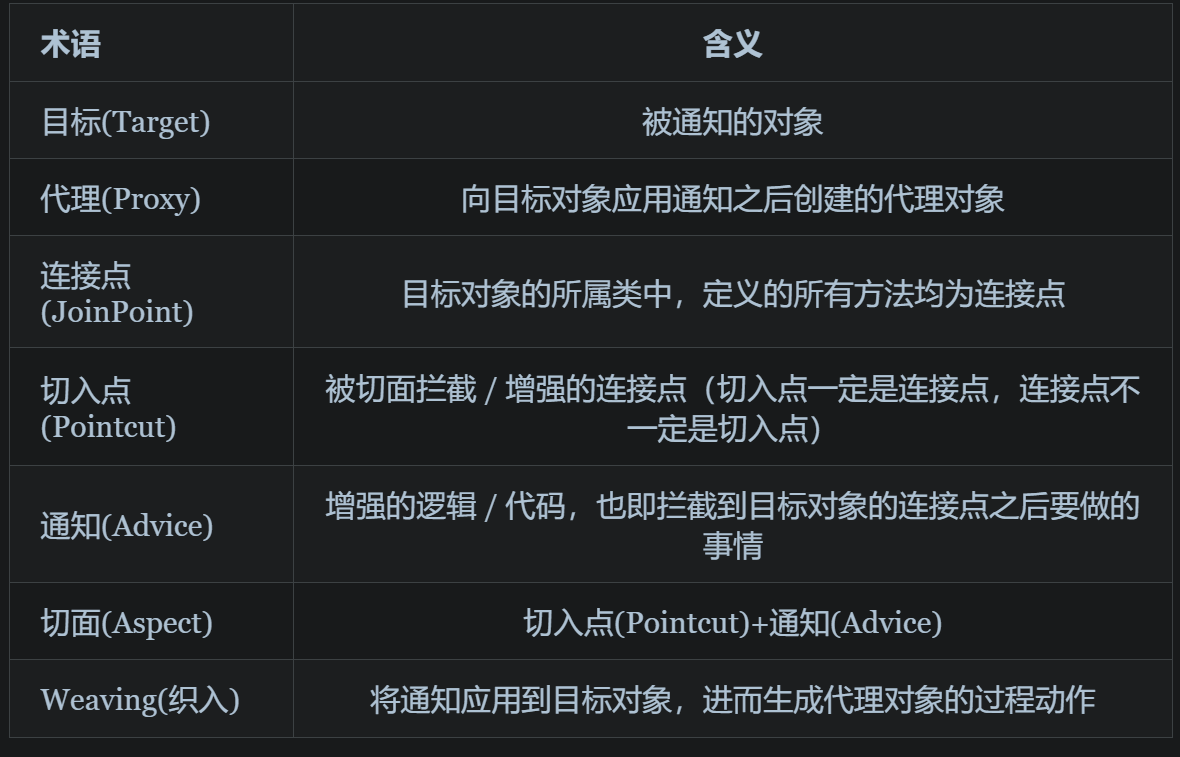 术语
含义
目标(Target)
被通知的对象
代理(Proxy)
向目标对象应用通知之后创建的代理对象
连接点
(JoinPoint)
目标对象的所属类中，定义的所有方法均为连接点
切入点
(Pointcut)
被切面拦截 / 增强的连接点（切入点一定是连接点，连接点不
一定是切入点）
通知(Advice)
增强的逻辑 / 代码，也即拦截到目标对象的连接点之后要做的
事情
切面(Aspect)
切入点(Pointcut)+通知(Advice)
Weaving(织入)
将通知应用到目标对象，进而生成代理对象的过程动作